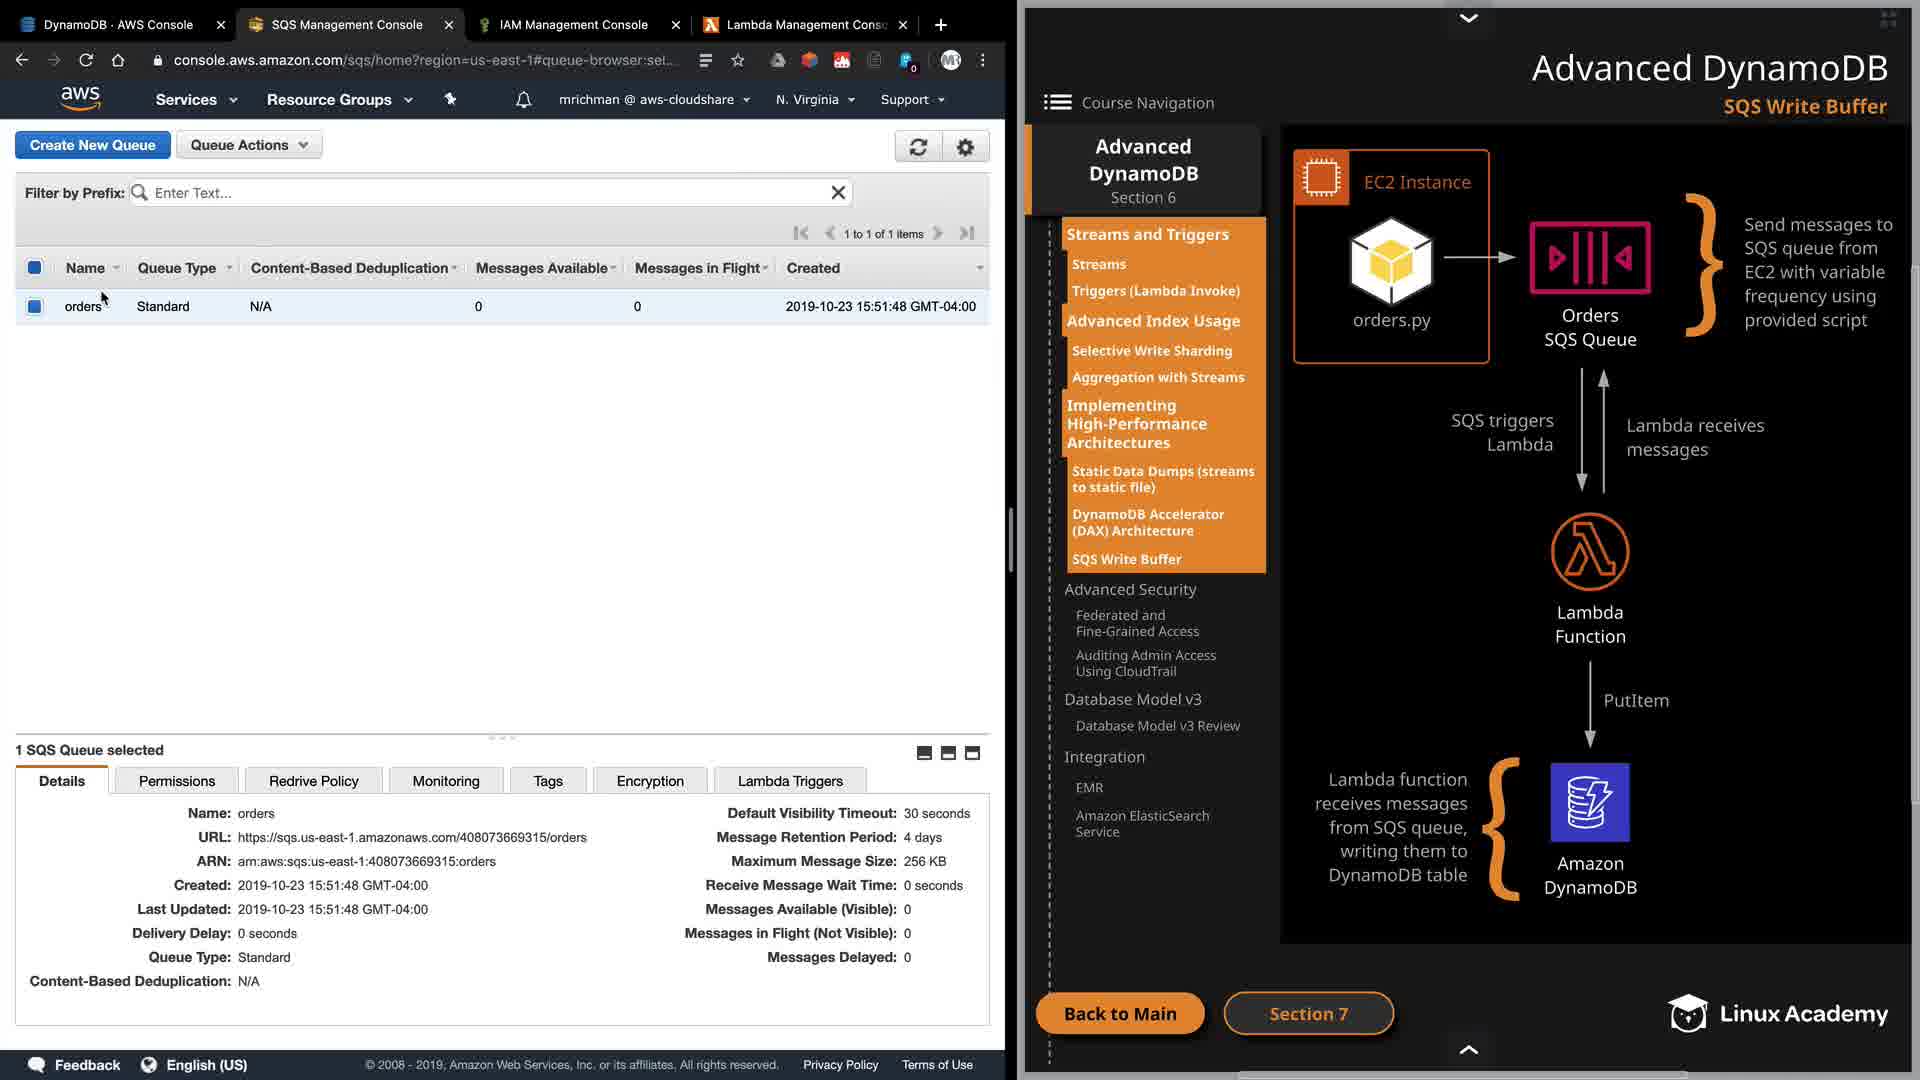 DynamoDB · AWS Console
SQS Management Console
IAM Management Console
Lambda Management Conso
console.aws.amazon.com/sqs/home?region=us-east-1#queue-browser:sel...
0
aws
Services
Resource Groups
mrichman @ aws-cloudshare
N. Virginia
Support
Create New Queue
Queue Actions
Filter by Prefix:
Enter Text...
1 to 1 of 1 items
Name
Queue Type
Content-Based Deduplication
Messages Available
Messages in Flight
Created
orders
Standard
N/A
0
0
2019-10-23 15:51:48 GMT-04:00
1 SQS Queue selected
Details
Permissions
Redrive Policy
Monitoring
Tags
Encryption
Lambda Triggers
Name: orders
URL: https://sqs.us-east-1.amazonaws.com/408073669315/orders
ARN: arn:aws:sqs:us-east-1:408073669315:orders
Created: 2019-10-23 15:51:48 GMT-04:00
Last Updated: 2019-10-23 15:51:48 GMT-04:00
Delivery Delay: 0 seconds
Queue Type: Standard
Content-Based Deduplication: N/A
Default Visibility Timeout: 30 seconds
Message Retention Period: 4 days
Maximum Message Size: 256 KB
Receive Message Wait Time: 0 seconds
Messages Available (Visible): 0
Messages in Flight (Not Visible): 0
Messages Delayed: 0
Feedback
English (US)
© 2008 - 2019, Amazon Web Services, Inc. or its affiliates. All rights reserved.
Privacy Policy
Terms of Use
Advanced DynamoDB
SQS Write Buffer
Course Navigation
Advanced
DynamoDB
Section 6
Streams and Triggers
Streams
Triggers (Lambda Invoke)
Advanced Index Usage
Selective Write Sharding
Aggregation with Streams
Implementing
High-Performance
Architectures
Static Data Dumps (streams
to static file)
DynamoDB Accelerator
(DAX) Architecture
SQS Write Buffer
Advanced Security
Federated and
Fine-Grained Access
Auditing Admin Access
Using CloudTrail
Database Model v3
Database Model v3 Review
Integration
EMR
Amazon ElasticSearch
Service
EC2 Instance
orders.py
Orders
SQS Queue
Send messages to
SQS queue from
EC2 with variable
frequency using
provided script
SQS triggers
Lambda
Lambda receives
messages
Lambda
Function
PutItem
Lambda function
receives messages
from SQS queue,
writing them to
DynamoDB table
Amazon
DynamoDB
Back to Main
Section 7
Linux Academy